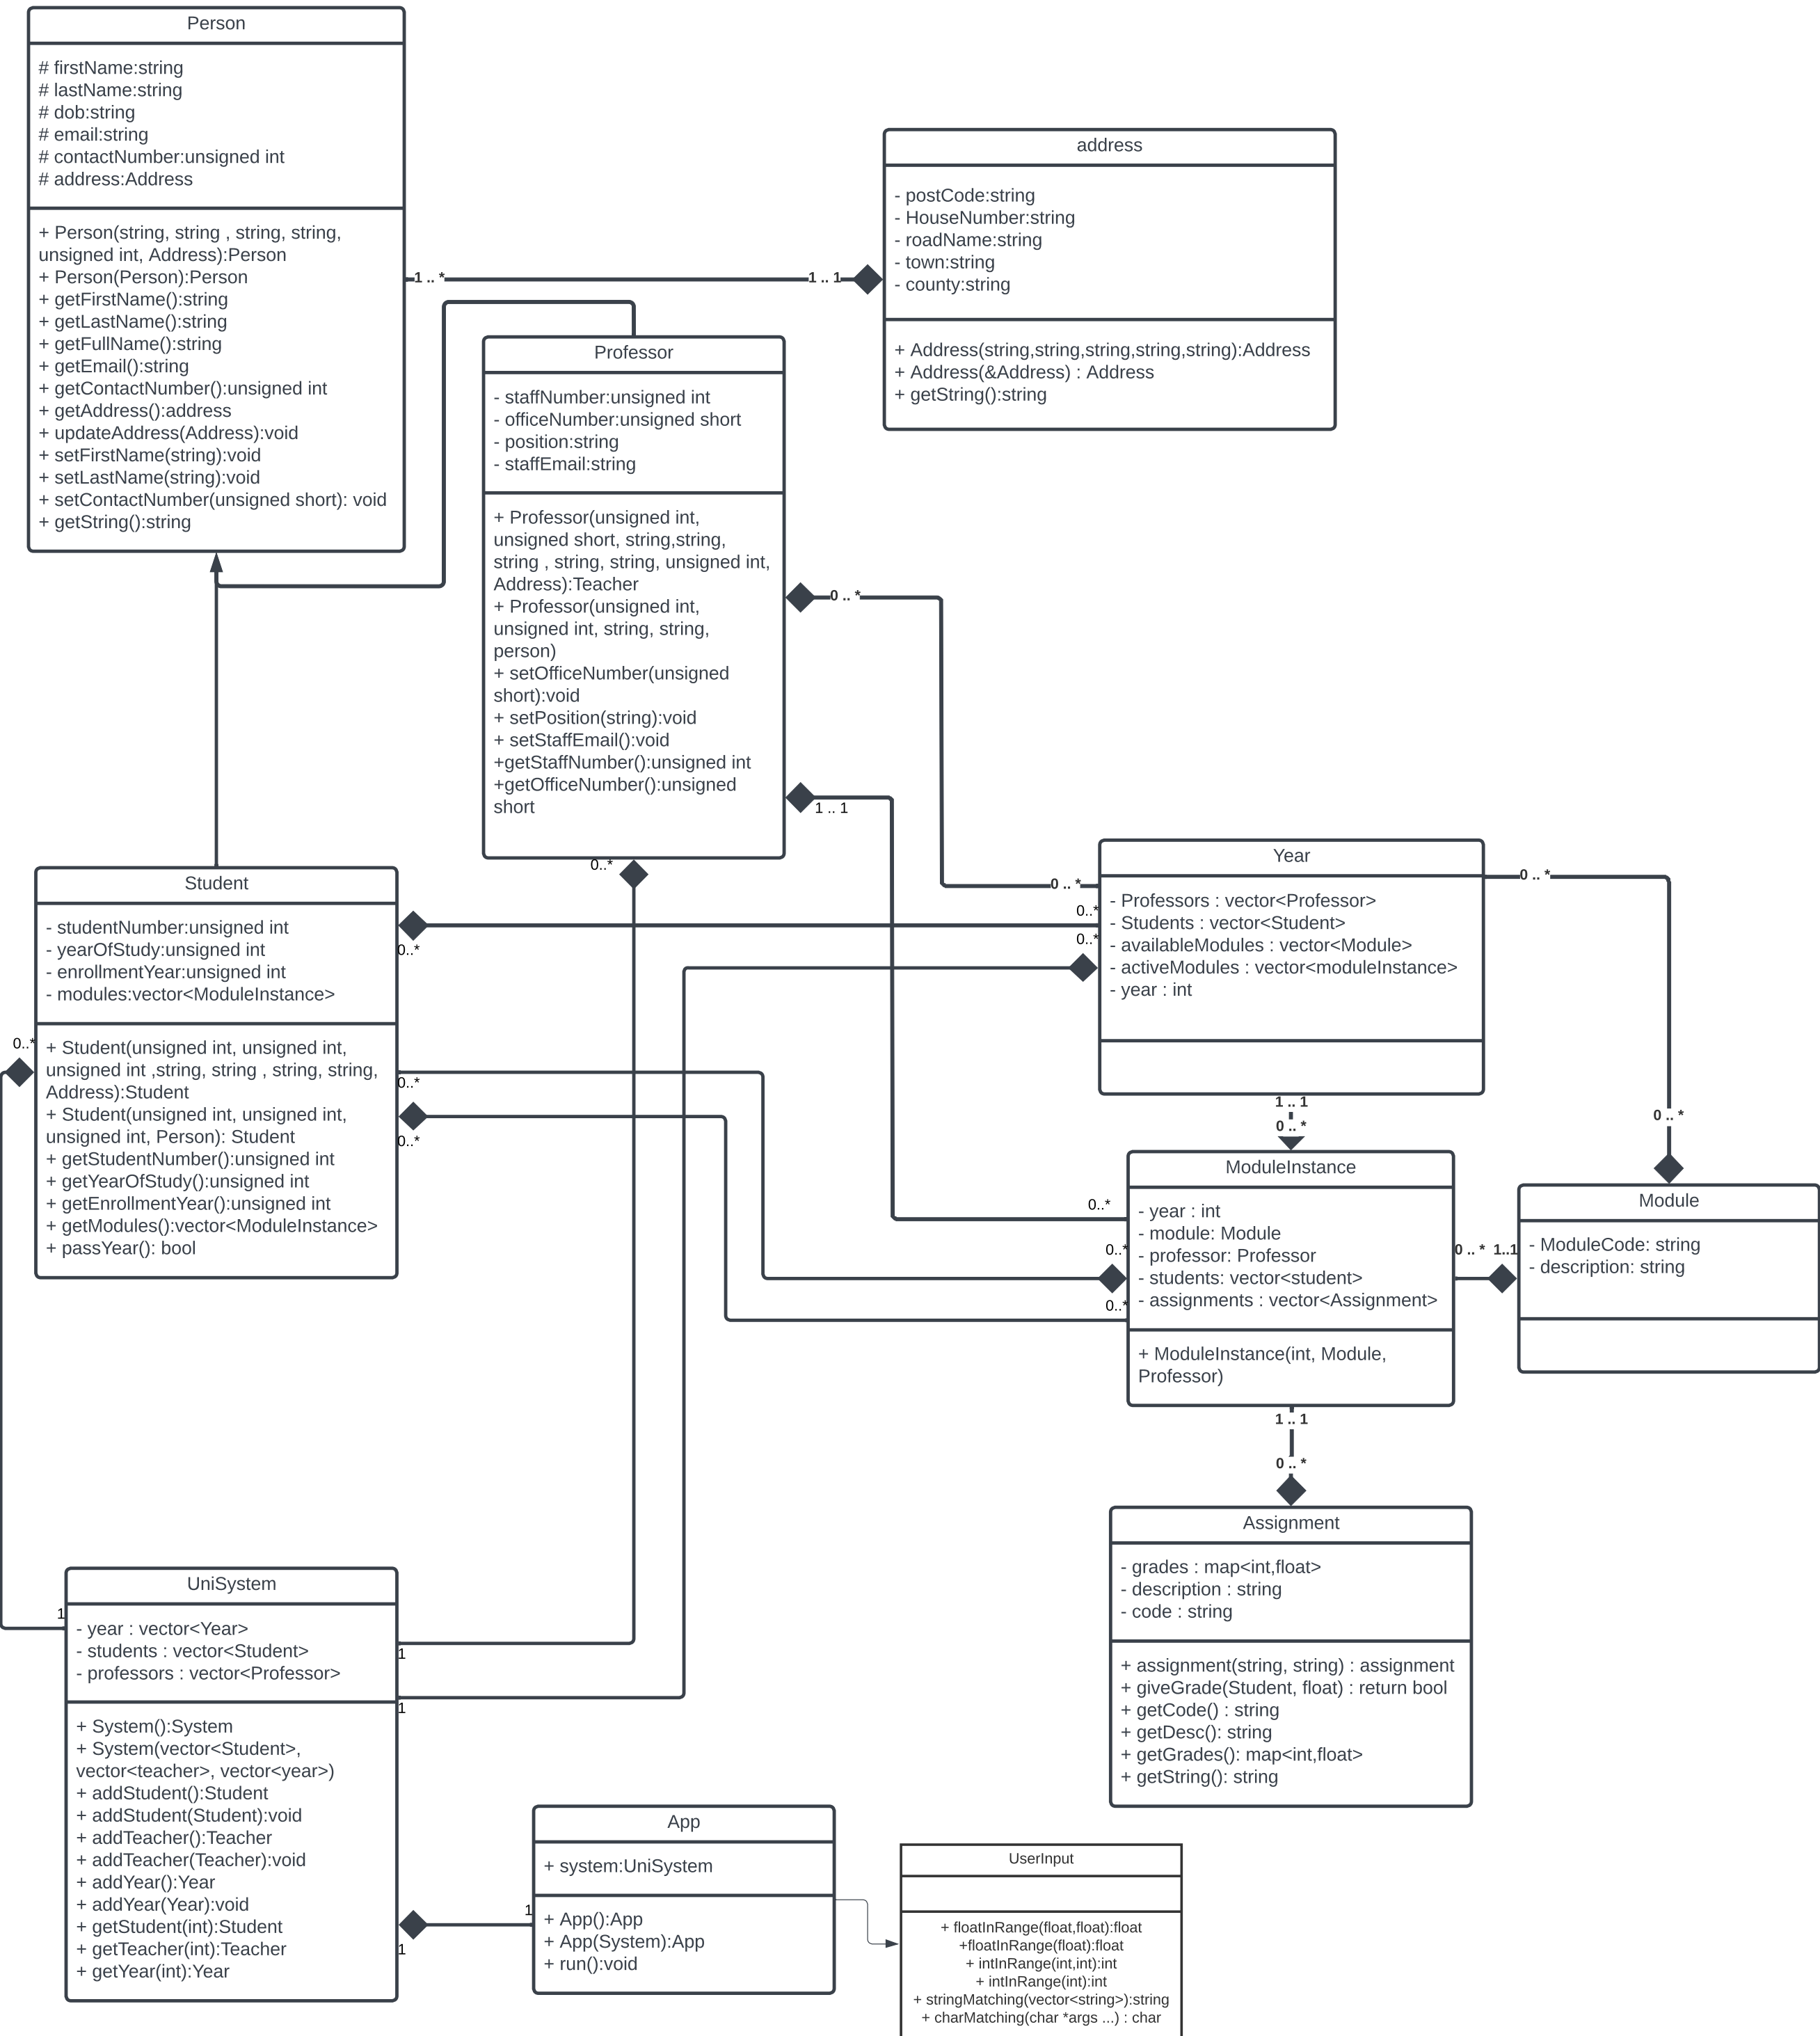 Person
# firstName:string
# lastName:string
# dob:string
# email:string
# contactNumber:unsigned int
# address:Address
+ Person(string, string , string, string,
unsigned int, Address):Person
+ Person(Person):Person
+ getFirstName():string
+ getLastName():string
+ getFullName():string
+ getEmail():string
+ getContactNumber():unsigned int
+ getAddress():address
+ updateAddress(Address):void
+ setFirstName(string):void
+ setLastName(string):void
+ setContactNumber(unsigned short): void
+ getString():string
1 .. *
1 .. 1
address
- postCode:string
- HouseNumber:string
- roadName:string
- town:string
- county:string
+ Address(string,string,string,string,string):Address
+ Address(&Address) : Address
+ getString():string
Professor
- staffNumber:unsigned int
- officeNumber:unsigned short
- position:string
- staffEmail:string
+ Professor(unsigned int,
unsigned short, string,string,
string , string, string, unsigned int,
Address):Teacher
+ Professor(unsigned int,
unsigned int, string, string,
person)
+ setOfficeNumber(unsigned
short):void
+ setPosition(string):void
+ setStaffEmail():void
+getStaffNumber():unsigned int
+getOfficeNumber():unsigned
short
0 .. *
1 .. 1
0..*
Student
- studentNumber:unsigned int
- yearOfStudy:unsigned int
- enrollmentYear:unsigned int
- modules:vector<ModuleInstance>
+ Student(unsigned int, unsigned int,
unsigned int ,string, string , string, string,
Address):Student
+ Student(unsigned int, unsigned int,
unsigned int, Person): Student
+ getStudentNumber():unsigned int
+ getYearOfStudy():unsigned int
+ getEnrollmentYear():unsigned int
+ getModules():vector<ModuleInstance>
+ passYear(): bool
0..*
0..*
0..*
0..*
Year
- Professors : vector<Professor>
- Students : vector<Student>
- availableModules : vector<Module>
- activeModules : vector<moduleInstance>
- year : int
0 .. *
0..*
0..*
0 .. *
0 .. *
1 .. 1
0 .. *
ModuleInstance
- year : int
- module: Module
- professor: Professor
- students: vector<student>
- assignments : vector<Assignment>
+ ModuleInstance(int, Module,
Professor)
0..*
0..*
0..*
0 .. *
1..1
Module
- ModuleCode: string
- description: string
1 .. 1
0 .. *
Assignment
- grades : map<int,float>
- description : string
- code : string
+ assignment(string, string) : assignment
+ giveGrade(Student, float) : return bool
+ getCode() : string
+ getDesc(): string
+ getGrades(): map<int,float>
+ getString(): string
UniSystem
- year : vector<Year>
- students : vector<Student>
- professors : vector<Professor>
+ System():System
+ System(vector<Student>,
vector<teacher>, vector<year>)
+ addStudent():Student
+ addStudent(Student):void
+ addTeacher():Teacher
+ addTeacher(Teacher):void
+ addYear():Year
+ addYear(Year):void
+ getStudent(int):Student
+ getTeacher(int):Teacher
+ getYear(int):Year
1
1
1
1
1
App
+ system:UniSystem
+ App():App
+ App(System):App
+ run():void
UserInput
+ floatInRange(float,float):float
+floatInRange(float):float
+ intInRange(int,int):int
+ intInRange(int):int
+ stringMatching(vector<string>):string
+ charMatching(char *args ...) : char